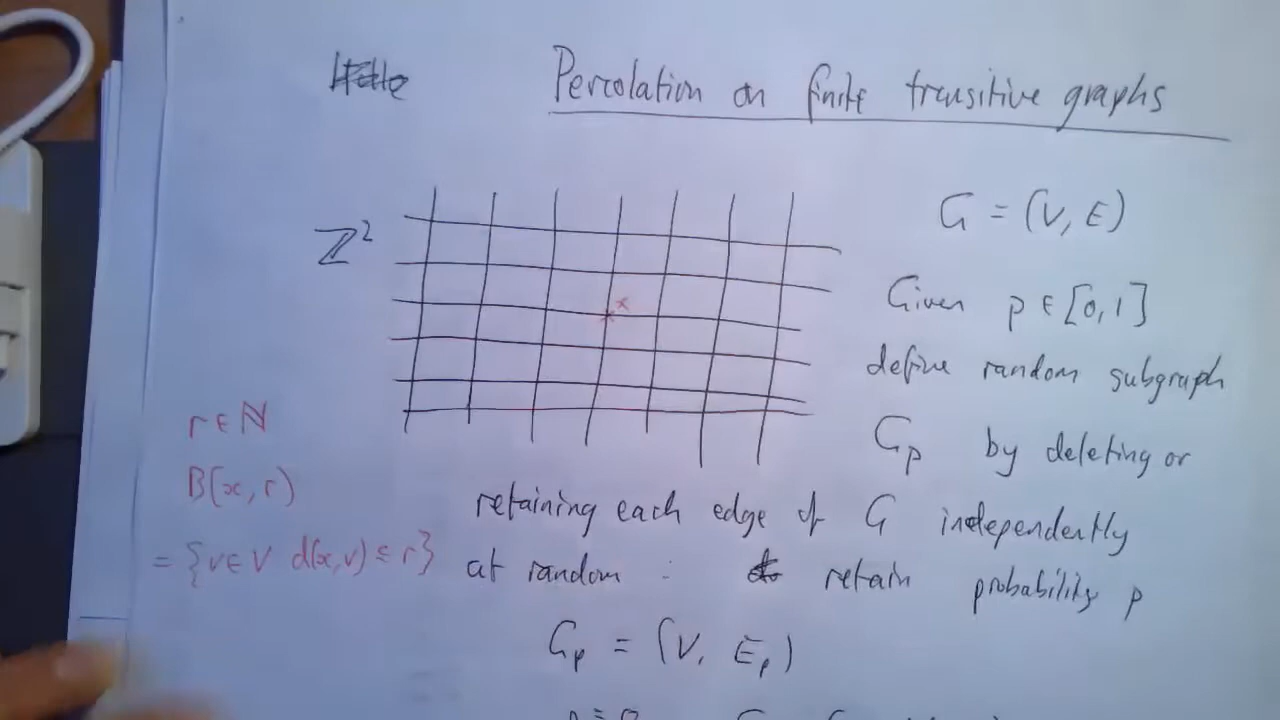 Hello
Percolation on finite transitive graphs
ℤ²
G = (V, E)
x
Given p ∈ [0,1]
define random subgraph
G_p by deleting or
retaining each edge of G independently
at random : retain probability p
G_p = (V, E_p)
r ∈ ℕ
B(x, r)
= {v ∈ V d(x,v) ≤ r}